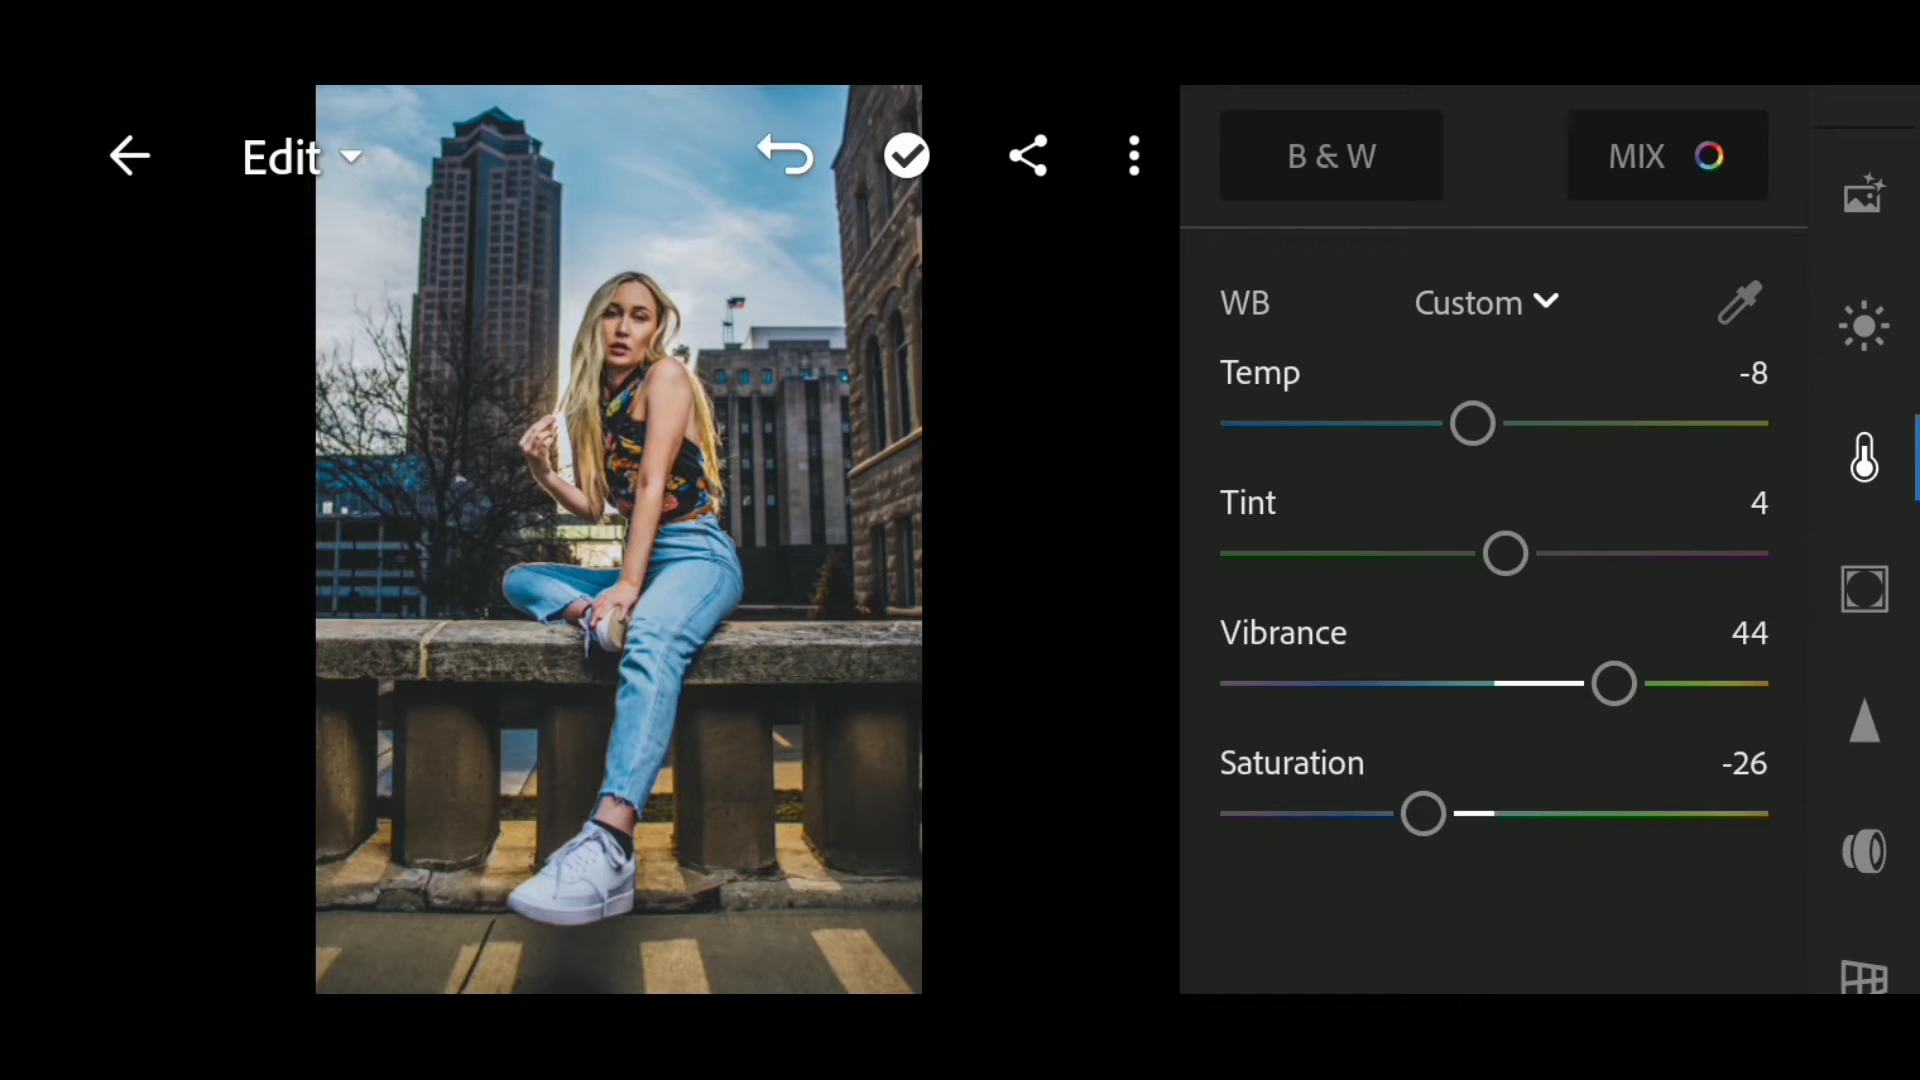 Edit
B & W
MIX
WB
Custom
Temp
-8
Tint
4
Vibrance
44
Saturation
-26